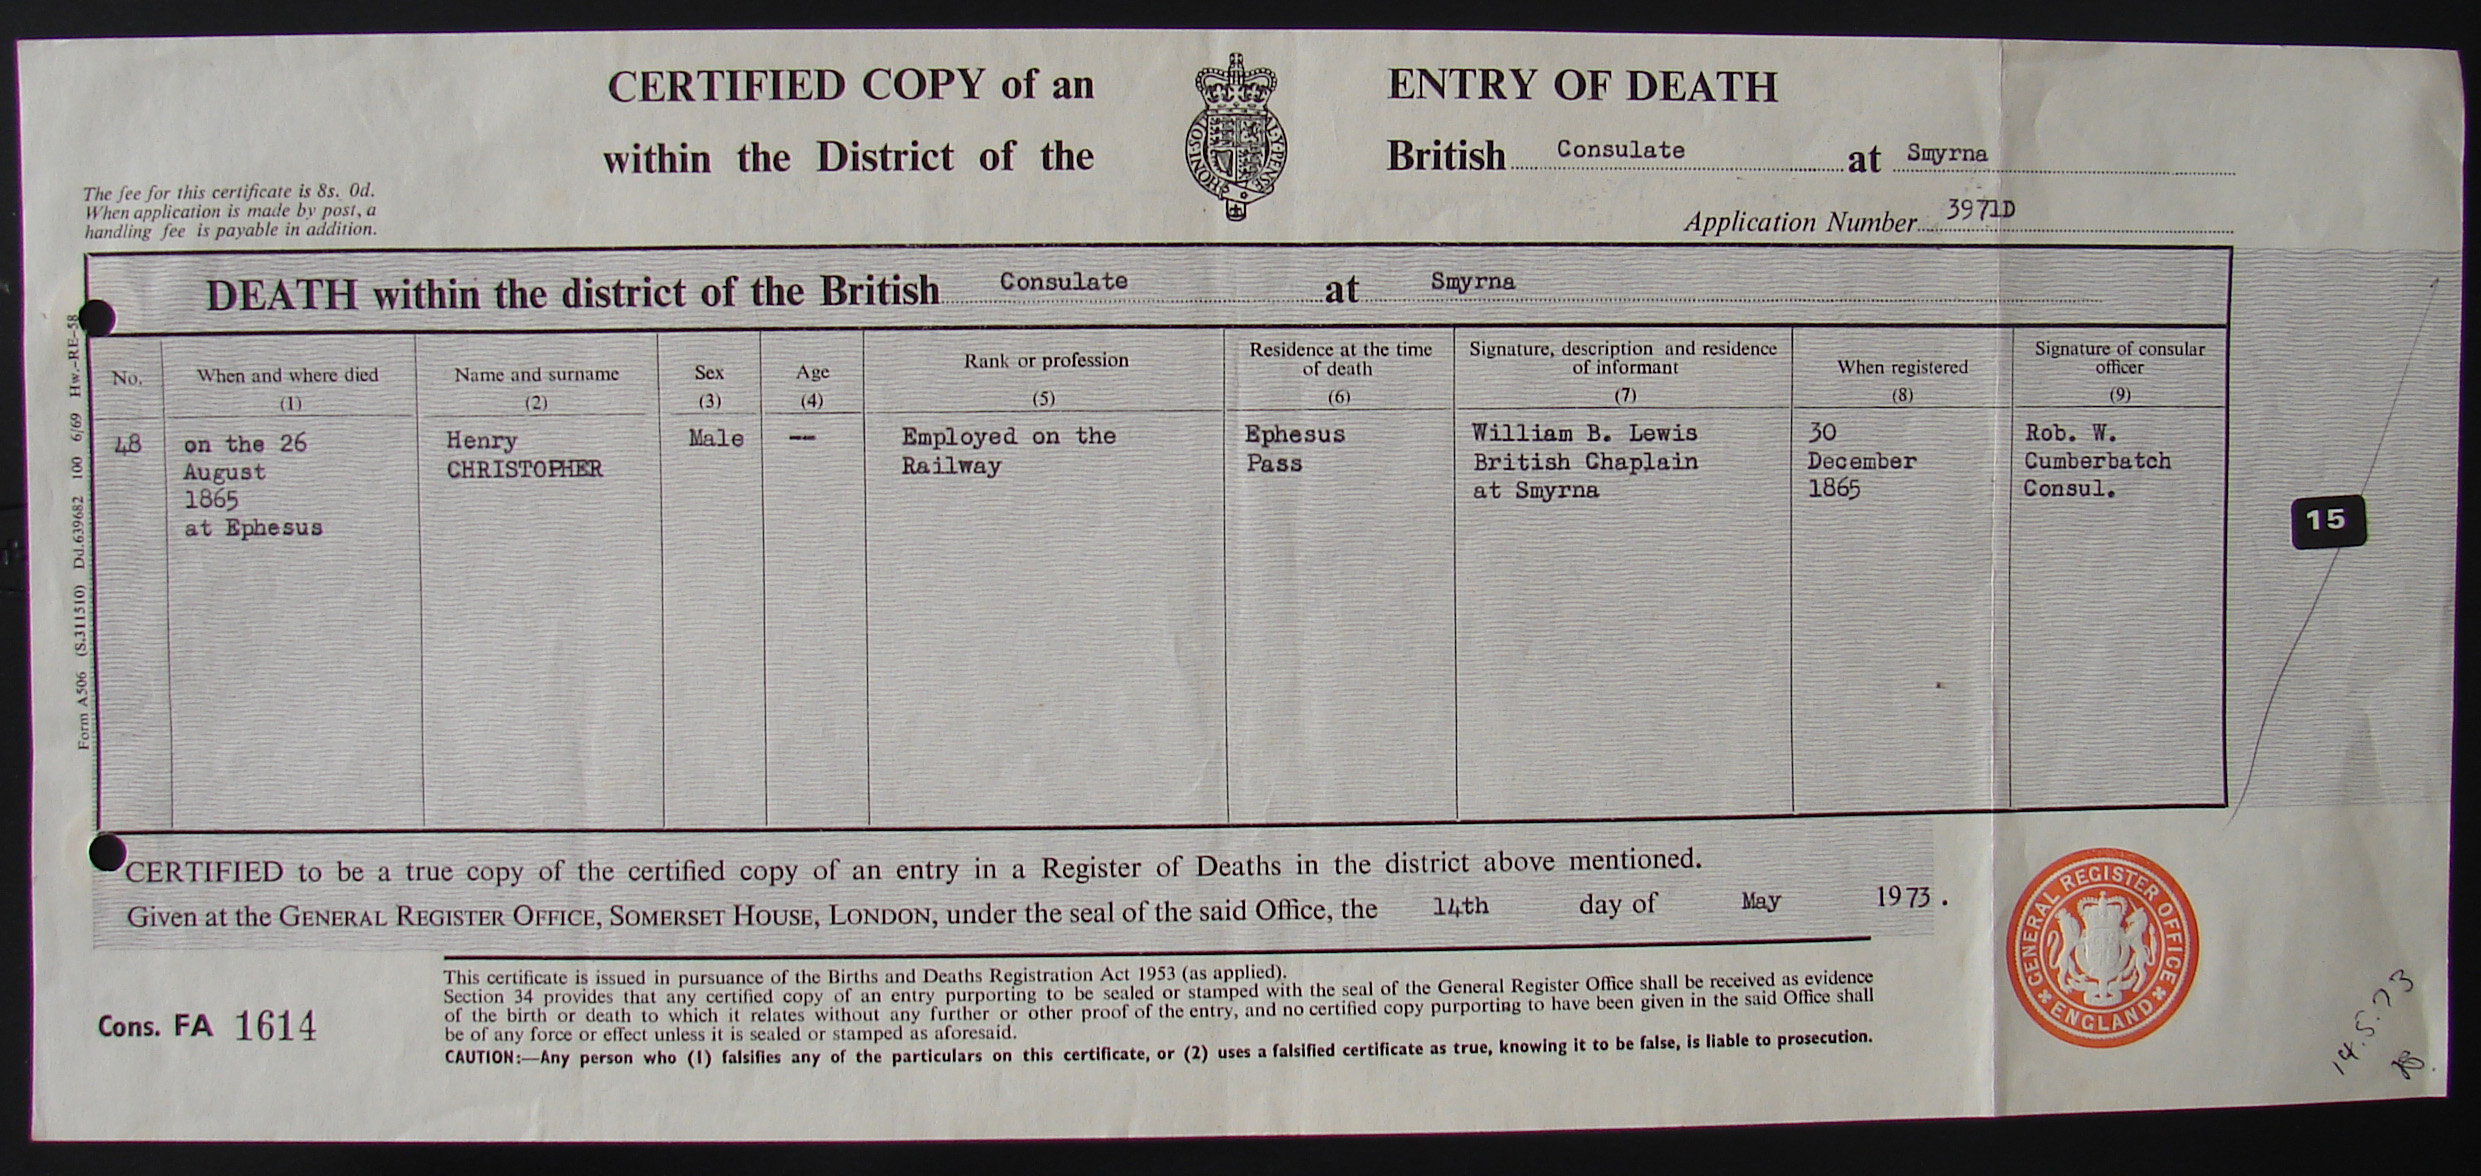 CERTIFIED COPY of an ENTRY OF DEATH
within the District of the British Consulate at Smyrna
The fee for this certificate is 8s. 0d.
When application is made by post, a
handling fee is payable in addition.
Application Number 3971D
HONI·SOI
AL·Y·PENSE
DEATH within the district of the British Consulate at Smyrna
No.
When and where died
(1)
Name and surname
(2)
Sex
(3)
Age
(4)
Rank or profession
(5)
Residence at the time
of death
(6)
Signature, description and residence
of informant
(7)
When registered
(8)
Signature of consular
officer
(9)
48
on the 26
August
1865
at Ephesus
Henry
CHRISTOPHER
Male
—
Employed on the
Railway
Ephesus
Pass
William B. Lewis
British Chaplain
at Smyrna
30
December
1865
Rob. W.
Cumberbatch
Consul.
15
Form A506 (S.311510) Dd.639682 100 6/69 Hw.-RE-58
CERTIFIED to be a true copy of the certified copy of an entry in a Register of Deaths in the district above mentioned.
Given at the GENERAL REGISTER OFFICE, SOMERSET HOUSE, LONDON, under the seal of the said Office, the 14th day of May 1973.
This certificate is issued in pursuance of the Births and Deaths Registration Act 1953 (as applied).
Section 34 provides that any certified copy of an entry purporting to be sealed or stamped with the seal of the General Register Office shall be received as evidence
of the birth or death to which it relates without any further or other proof of the entry, and no certified copy purporting to have been given in the said Office shall
be of any force or effect unless it is sealed or stamped as aforesaid.
CAUTION:—Any person who (1) falsifies any of the particulars on this certificate, or (2) uses a falsified certificate as true, knowing it to be false, is liable to prosecution.
Cons. FA 1614
GENERAL REGISTER OFFICE
ENGLAND
14.5.73